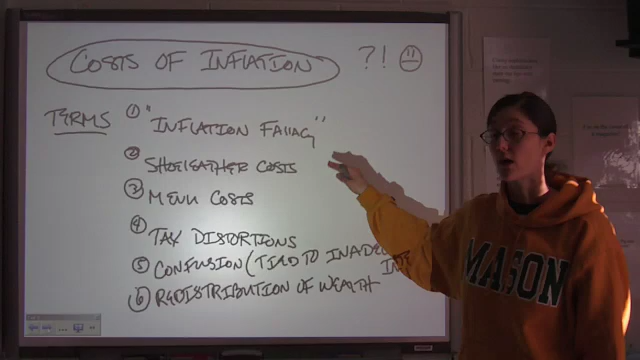 COSTS OF INFLATION ?!
TERMS ① "INFLATION FALLACY"
② SHOELEATHER COSTS
③ MENU COSTS
④ TAX DISTORTIONS
⑤ CONFUSION (TIED TO
⑥ REDISTRIBUTION OF WEALTH
MASON